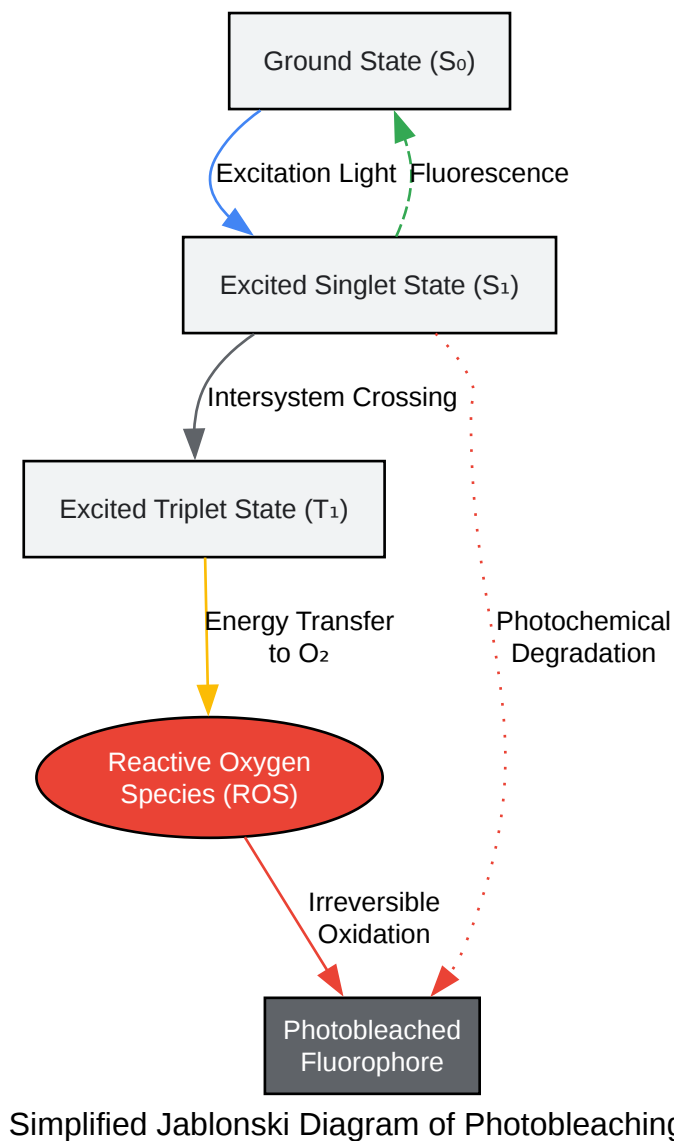 Ground State (S₀)
Excitation Light
Fluorescence
Excited Singlet State (S₁)
Intersystem Crossing
Excited Triplet State (T₁)
Energy Transfer
to O₂
Photochemical
Degradation
Reactive Oxygen
Species (ROS)
Irreversible
Oxidation
Photobleached
Fluorophore
Simplified Jablonski Diagram of Photobleaching